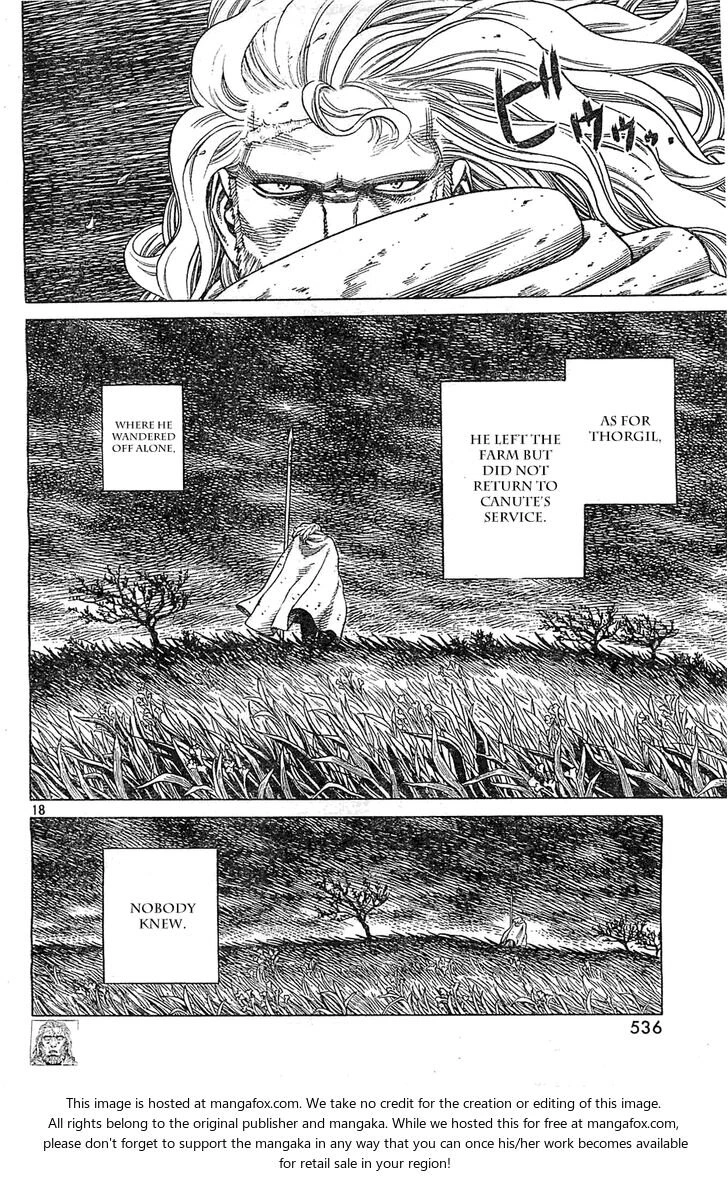 ビュウウウ.
AS FOR
THORGIL,
HE LEFT THE
FARM BUT
DID NOT
RETURN TO
CANUTE'S
SERVICE.
WHERE HE
WANDERED
OFF ALONE,
18
NOBODY
KNEW.
536
This image is hosted at mangafox.com. We take no credit for the creation or editing of this image.
All rights belong to the original publisher and mangaka. While we hosted this for free at mangafox.com,
please don't forget to support the mangaka in any way that you can once his/her work becomes available
for retail sale in your region!